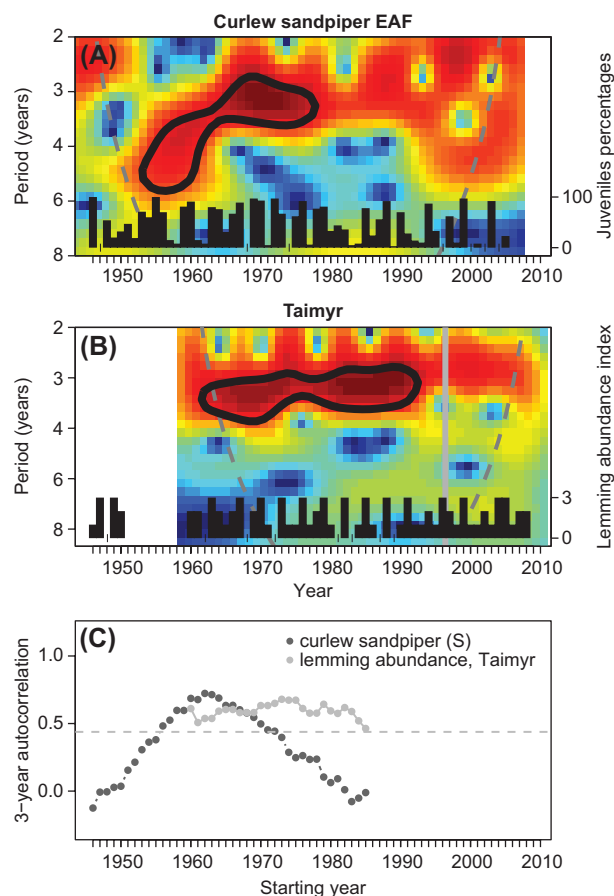 Curlew sandpiper EAF
(A)
Period (years)
2
3
4
6
8
100
0
Juveniles percentages
1950 1960 1970 1980 1990 2000 2010
Taimyr
(B)
Period (years)
2
3
4
6
8
3
0
Lemming abundance index
1950 1960 1970 1980 1990 2000 2010
Year
(C)
curlew sandpiper (S)
lemming abundance, Taimyr
3−year autocorrelation
1.0
0.5
0.0
1950 1960 1970 1980 1990 2000 2010
Starting year